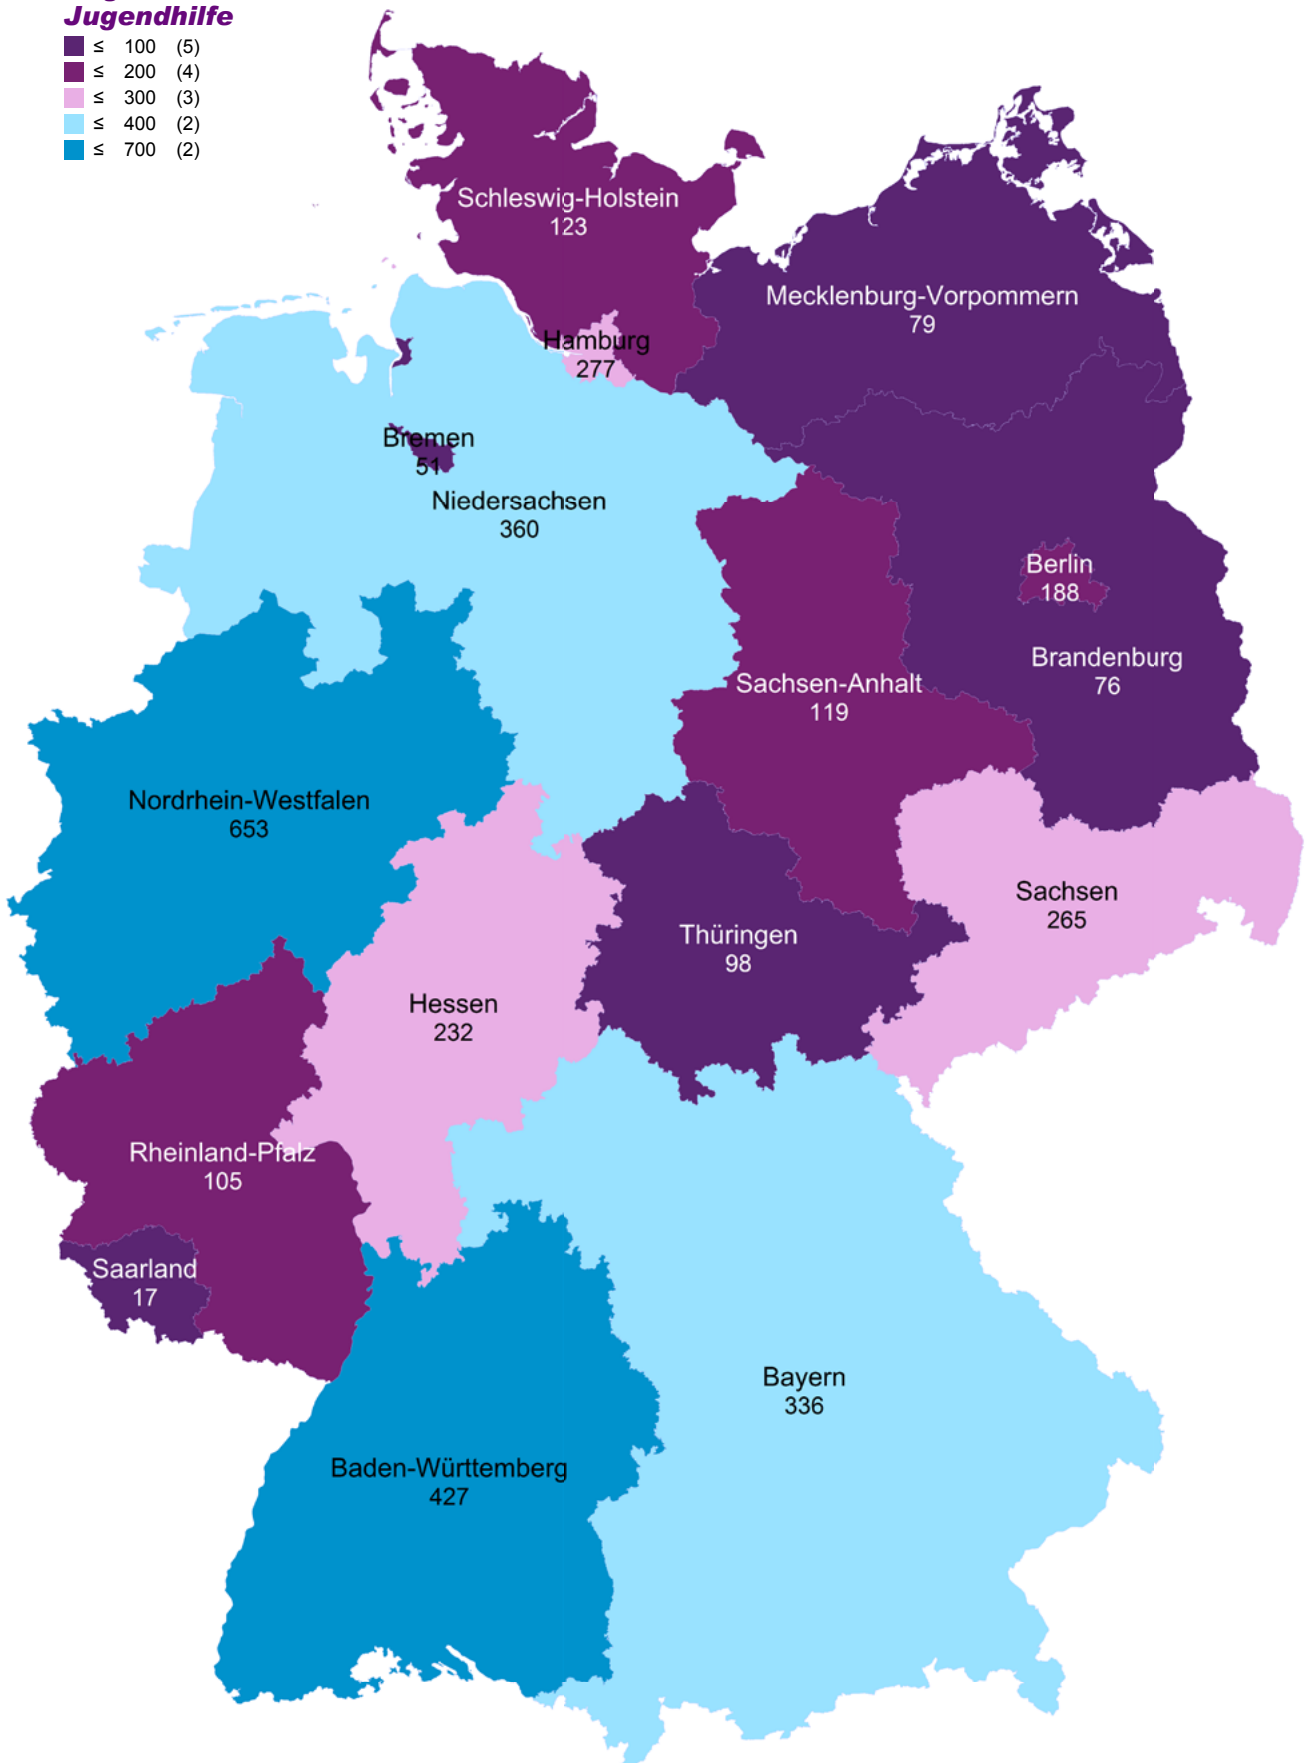 Jugendhilfe
≤ 100 (5)
≤ 200 (4)
≤ 300 (3)
≤ 400 (2)
≤ 700 (2)
Schleswig-Holstein
123
Mecklenburg-Vorpommern
79
Hamburg
277
Bremen
51
Niedersachsen
360
Berlin
188
Brandenburg
76
Sachsen-Anhalt
119
Nordrhein-Westfalen
653
Sachsen
265
Thüringen
98
Hessen
232
Rheinland-Pfalz
105
Saarland
17
Bayern
336
Baden-Württemberg
427